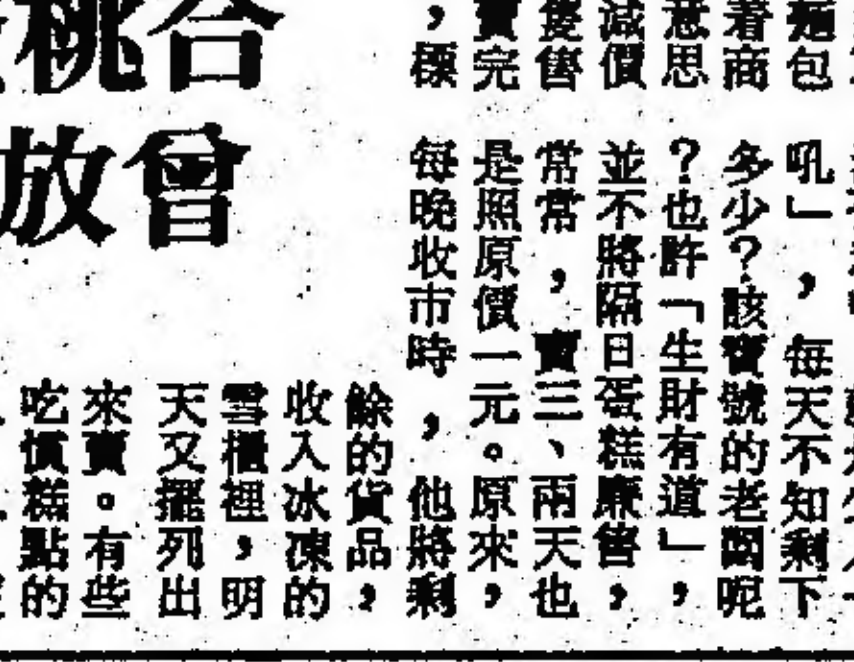 麵包
着商
意思
減價
售
賣完
，標
吼」，每天不知剩下
多少？該寶號的老闆呢
？也許「生財有道」，
並不將隔日蛋糕廉售，
常常，賣三、兩天也
是照原價一元。原來，
每晚收市時，他將剩
餘的貨品，
收入冰凍的
雪櫃裡，明
天又擺列出
來賣。有些
吃慣糕點的
曾
桃放